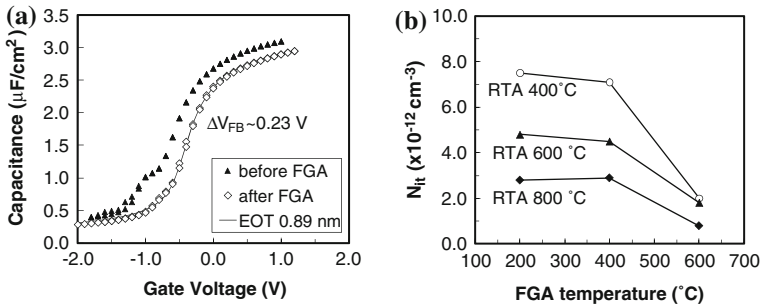 (a)
3.5
3.0
2.5
2.0
1.5
1.0
0.5
0.0
Capacitance (µF/cm²)
ΔV_FB~0.23 V
▲ before FGA
◇ after FGA
— EOT 0.89 nm
-2.0 -1.0 0.0 1.0 2.0
Gate Voltage (V)
(b)
10.0
8.0
6.0
4.0
2.0
0.0
N_it (x10⁻¹² cm⁻³)
RTA 400˚C
RTA 600 ˚C
RTA 800 ˚C
100 200 300 400 500 600 700
FGA temperature (˚C)